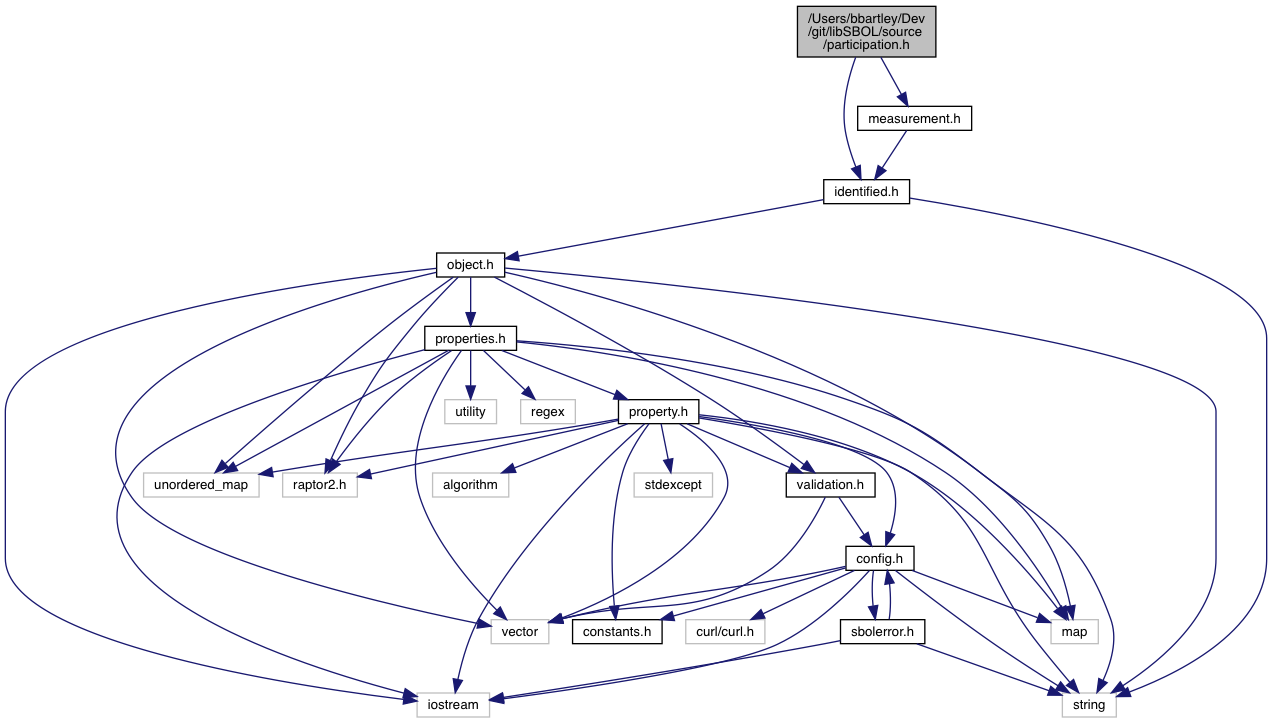 /Users/bbartley/Dev
/git/libSBOL/source
/participation.h
measurement.h
identified.h
object.h
properties.h
utility
regex
property.h
unordered_map
raptor2.h
algorithm
stdexcept
validation.h
config.h
vector
constants.h
curl/curl.h
sbolerror.h
map
iostream
string